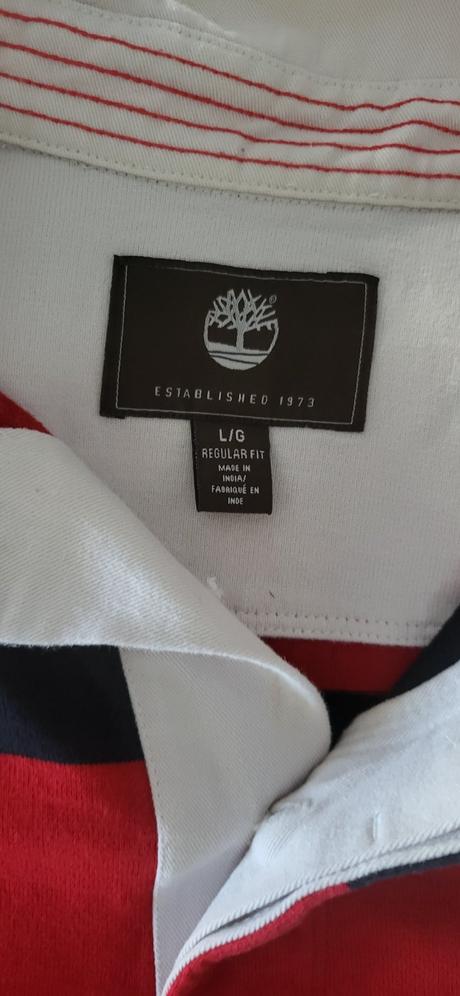 ®
ESTABLISHED 1973
L/G
REGULAR FIT
MADE IN
INDIA/
FABRIQUÉ EN
INDE